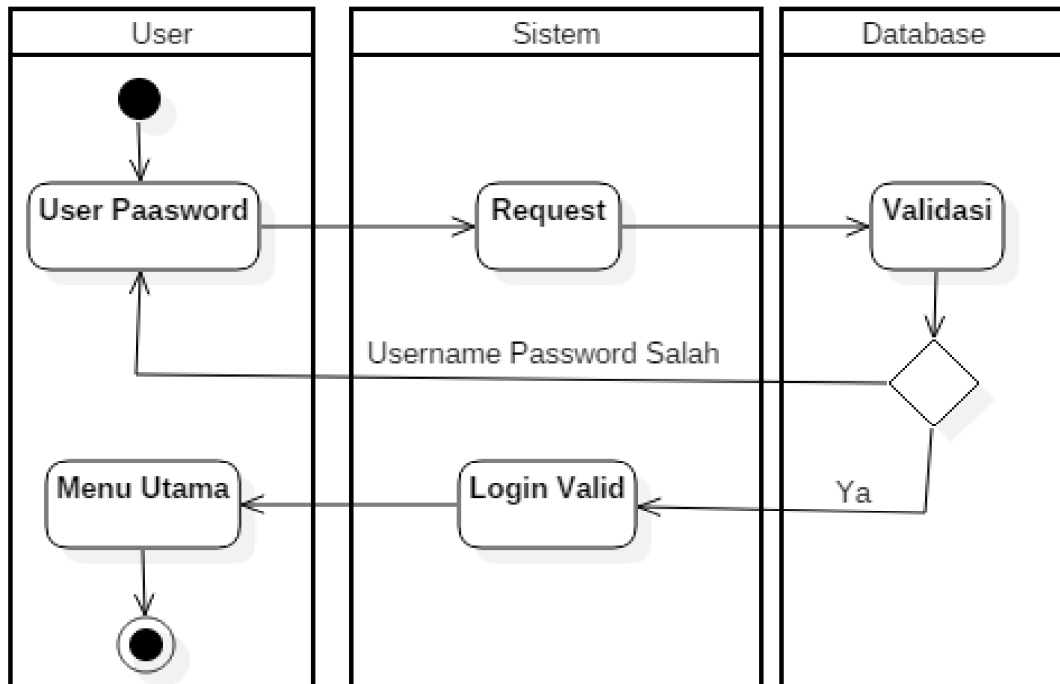 User
Sistem
Database
User Paasword
Request
Validasi
Username Password Salah
Menu Utama
Login Valid
Ya